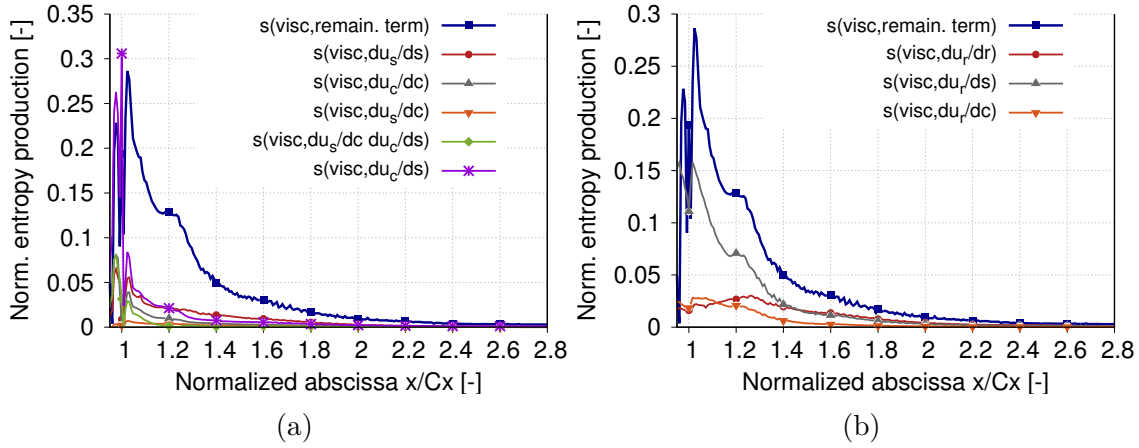 Norm. entropy production [-]
0.35
0.3
0.25
0.2
0.15
0.1
0.05
0
s(visc,remain. term)
s(visc,du_s/ds)
s(visc,du_c/dc)
s(visc,du_s/dc)
s(visc,du_s/dc du_c/ds)
s(visc,du_c/ds)
1 1.2 1.4 1.6 1.8 2 2.2 2.4 2.6 2.8
Normalized abscissa x/Cx [-]
(a)
Norm. entropy production [-]
0.3
0.25
0.2
0.15
0.1
0.05
0
s(visc,remain. term)
s(visc,du_r/dr)
s(visc,du_r/ds)
s(visc,du_r/dc)
1 1.2 1.4 1.6 1.8 2 2.2 2.4 2.6 2.8
Normalized abscissa x/Cx [-]
(b)